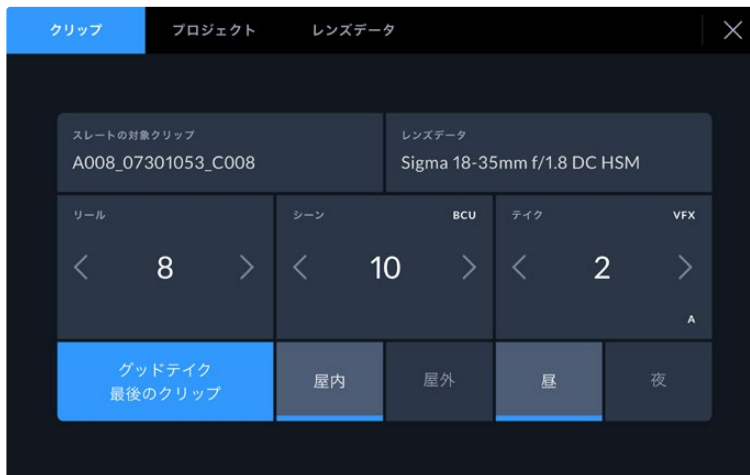 クリップ プロジェクト レンズデータ
スレートの対象クリップ
A008_07301053_C008
レンズデータ
Sigma 18-35mm f/1.8 DC HSM
リール
8
シーン BCU
10
テイク VFX
2
A
グッドテイク
最後のクリップ
屋内 屋外 昼 夜